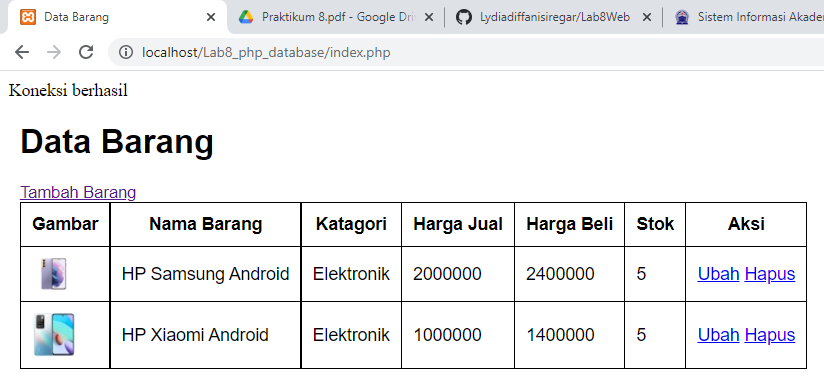 Data Barang
Praktikum 8.pdf - Google Dri
Lydiadiffanisiregar/Lab8Web
Sistem Informasi Akade
localhost/Lab8_php_database/index.php
Koneksi berhasil
Data Barang
Tambah Barang
Gambar Nama Barang Katagori Harga Jual Harga Beli Stok Aksi
HP Samsung Android Elektronik 2000000 2400000 5 Ubah Hapus
HP Xiaomi Android Elektronik 1000000 1400000 5 Ubah Hapus